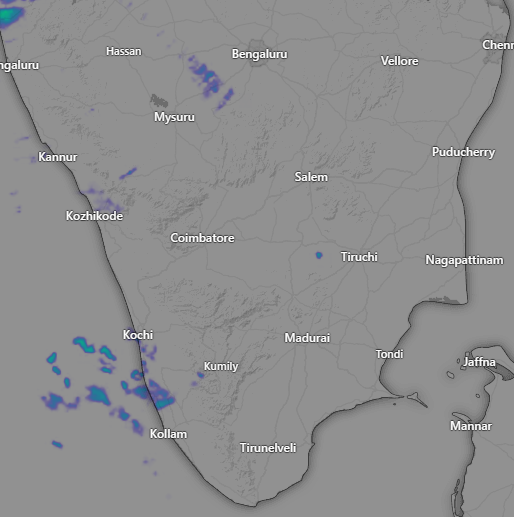 Hassan
Bengaluru
Chenn
Vellore
ngaluru
Mysuru
Kannur
Puducherry
Salem
Kozhikode
Coimbatore
Tiruchi
Nagapattinam
Kochi
Madurai
Tondi
Kumily
Jaffna
Mannar
Kollam
Tirunelveli